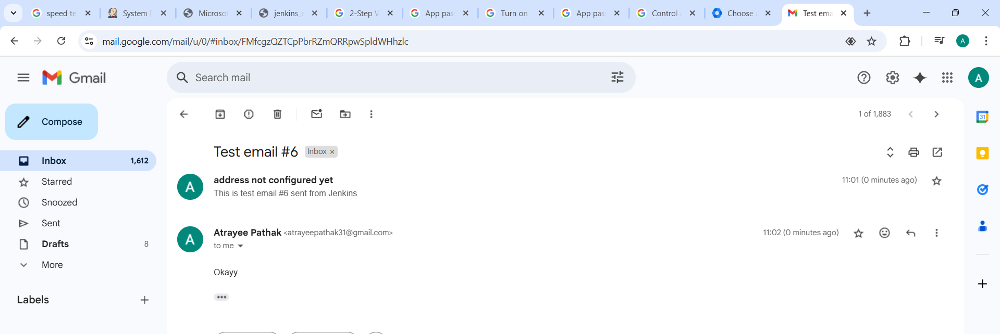 speed te
System [
Microsof
jenkins_e
2-Step V
App pas
Turn on
App pas
Control a
Choose a
Test ema
mail.google.com/mail/u/0/#inbox/FMfcgzQZTCpPbrRZmQRRpwSpldWHhzlc
A
Gmail
Search mail
A
Compose
1 of 1,883
31
Test email #6 Inbox ×
Inbox 1,612
Starred
Snoozed
Sent
Drafts 8
More
Labels
A
address not configured yet 11:01 (0 minutes ago)
This is test email #6 sent from Jenkins
A
Atrayee Pathak <atrayeepathak31@gmail.com> 11:02 (0 minutes ago)
to me
Okayy